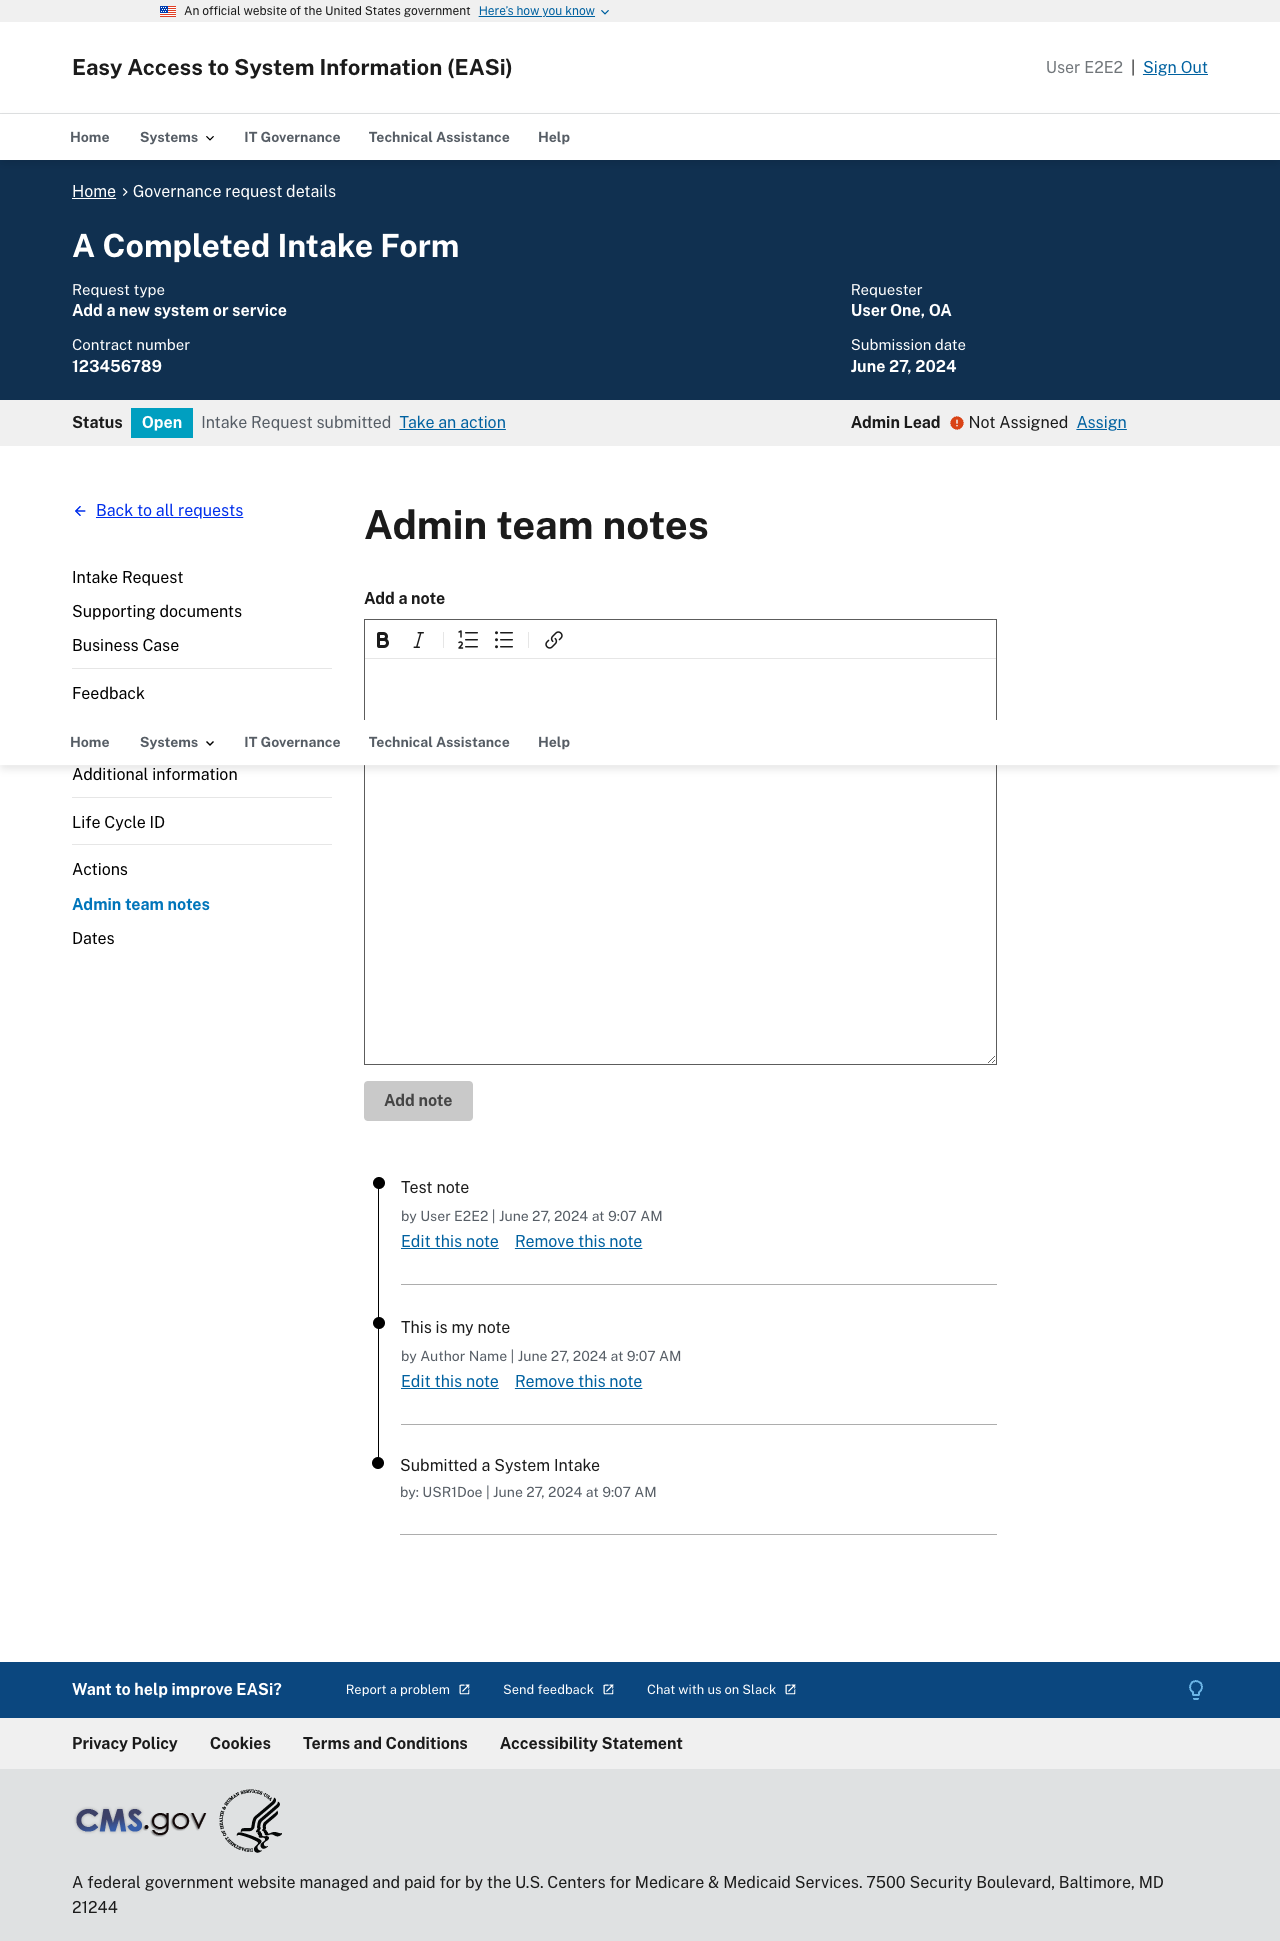 An official website of the United States government Here's how you know
Easy Access to System Information (EASi)
User E2E2 | Sign Out
Home Systems IT Governance Technical Assistance Help
Home > Governance request details
A Completed Intake Form
Request type
Add a new system or service
Requester
User One, OA
Contract number
123456789
Submission date
June 27, 2024
Status Open Intake Request submitted Take an action
Admin Lead Not Assigned Assign
Back to all requests
Intake Request
Supporting documents
Business Case
Feedback
Admin team notes
Add a note
B I
Home Systems IT Governance Technical Assistance Help
Additional information
Life Cycle ID
Actions
Admin team notes
Dates
Add note
Test note
by User E2E2 | June 27, 2024 at 9:07 AM
Edit this note Remove this note
This is my note
by Author Name | June 27, 2024 at 9:07 AM
Edit this note Remove this note
Submitted a System Intake
by: USR1Doe | June 27, 2024 at 9:07 AM
Want to help improve EASi? Report a problem Send feedback Chat with us on Slack
Privacy Policy Cookies Terms and Conditions Accessibility Statement
CMS.gov
A federal government website managed and paid for by the U.S. Centers for Medicare & Medicaid Services. 7500 Security Boulevard, Baltimore, MD
21244